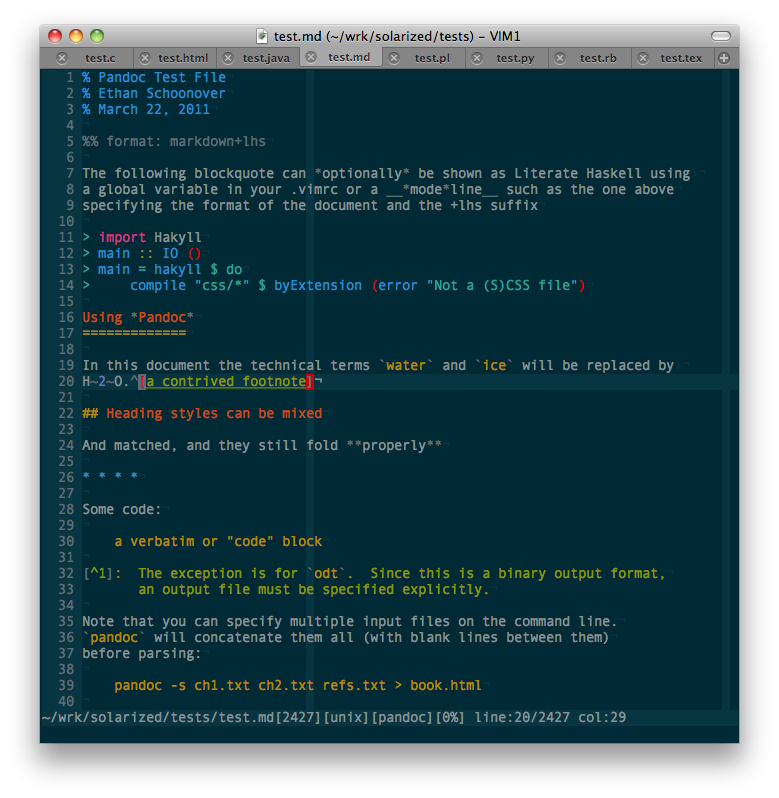 test.md (~/wrk/solarized/tests) – VIM1
test.c test.html test.java test.md test.pl test.py test.rb test.tex
1 % Pandoc Test File
2 % Ethan Schoonover
3 % March 22, 2011
4
5 %% format: markdown+lhs
6
7 The following blockquote can *optionally* be shown as Literate Haskell using
8 a global variable in your .vimrc or a __*mode*line__ such as the one above
9 specifying the format of the document and the +lhs suffix
10
11 > import Hakyll
12 > main :: IO ()
13 > main = hakyll $ do
14 >     compile "css/*" $ byExtension (error "Not a (S)CSS file")
15
16 Using *Pandoc*
17 =============
18
19 In this document the technical terms `water` and `ice` will be replaced by
20 H~2~O.^[a contrived footnote]¬
21
22 ## Heading styles can be mixed
23
24 And matched, and they still fold **properly**
25
26 * * * *
27
28 Some code:
29
30     a verbatim or "code" block
31
32 [^1]:  The exception is for `odt`.  Since this is a binary output format,
33        an output file must be specified explicitly.
34
35 Note that you can specify multiple input files on the command line.
36 `pandoc` will concatenate them all (with blank lines between them)
37 before parsing:
38
39     pandoc -s ch1.txt ch2.txt refs.txt > book.html
40
~/wrk/solarized/tests/test.md[2427][unix][pandoc][0%] line:20/2427 col:29